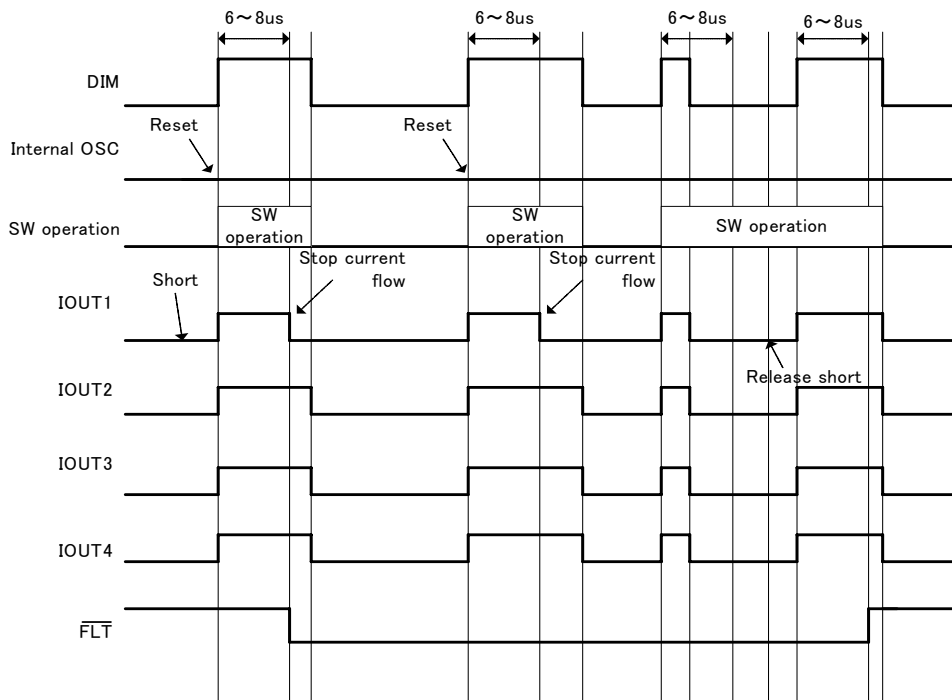 6～8us 6～8us 6～8us 6～8us
DIM
Reset Reset
Internal OSC
SW operation
SW operation
SW operation
SW operation
Stop current flow
Stop current flow
Short
IOUT1
Release short
IOUT2
IOUT3
IOUT4
FLT